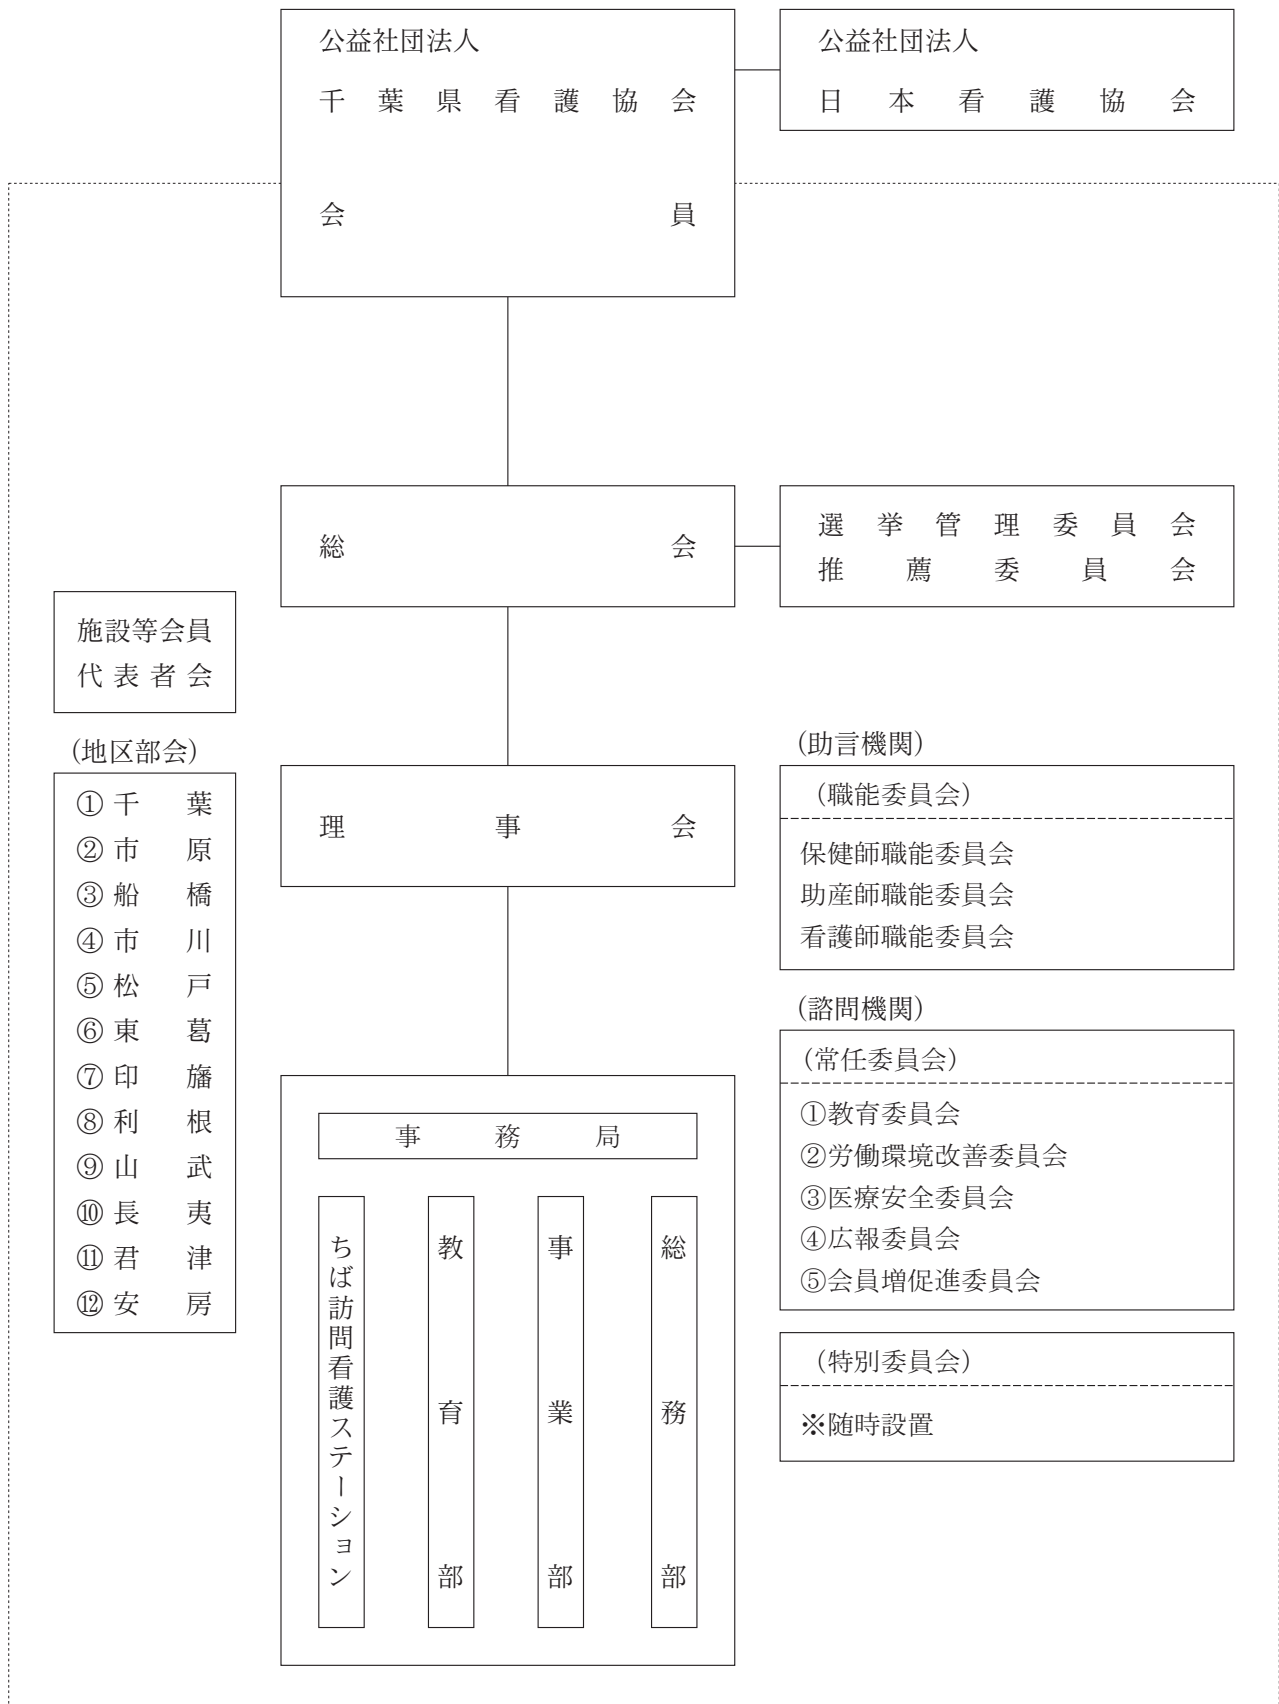 公益社団法人
千葉県看護協会
会員
公益社団法人
日本看護協会
総会
選挙管理委員会
推薦委員会
施設等会員
代表者会
(地区部会)
①千葉
②市原
③船橋
④市川
⑤松戸
⑥東葛
⑦印旛
⑧利根
⑨山武
⑩長夷
⑪君津
⑫安房
理事会
(助言機関)
(職能委員会)
保健師職能委員会
助産師職能委員会
看護師職能委員会
(諮問機関)
(常任委員会)
①教育委員会
②労働環境改善委員会
③医療安全委員会
④広報委員会
⑤会員増促進委員会
(特別委員会)
※随時設置
事務局
総務部
事業部
教育部
ちば訪問看護ステーション